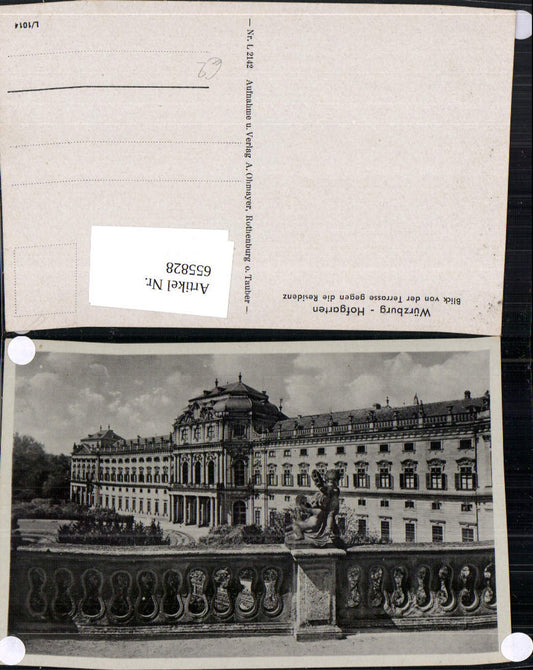 Würzburg - Hofgarten
Blick von der Terrasse gegen die Residenz
— Nr. L 2142 Aufnahme u. Verlag A. Ohmayer, Rothenburg o. Tauber —
L/1014
Artikel Nr.
655828